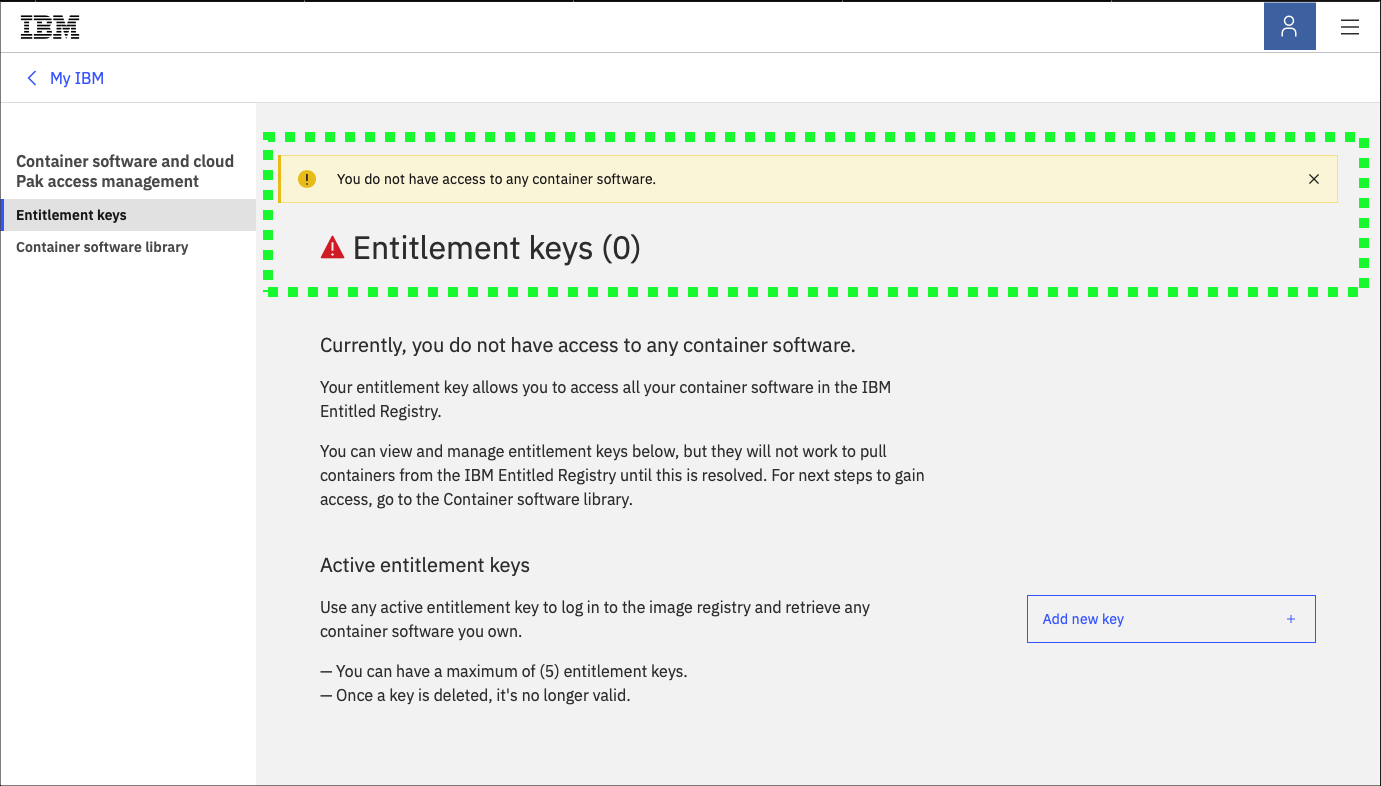 IBM
My IBM
Container software and cloud
Pak access management
Entitlement keys
Container software library
You do not have access to any container software.
Entitlement keys (0)
Currently, you do not have access to any container software.
Your entitlement key allows you to access all your container software in the IBM
Entitled Registry.
You can view and manage entitlement keys below, but they will not work to pull
containers from the IBM Entitled Registry until this is resolved. For next steps to gain
access, go to the Container software library.
Active entitlement keys
Use any active entitlement key to log in to the image registry and retrieve any
container software you own.
— You can have a maximum of (5) entitlement keys.
— Once a key is deleted, it's no longer valid.
Add new key +